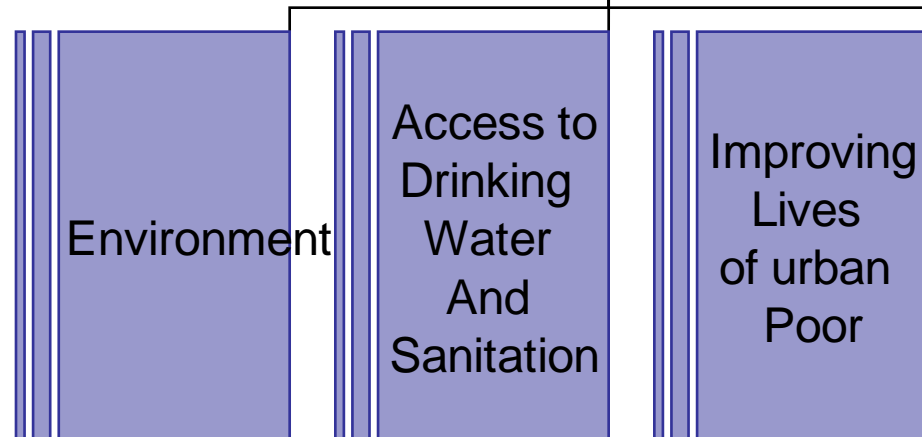 Environment
Access to
Drinking
Water
And
Sanitation
Improving
Lives
of urban
Poor